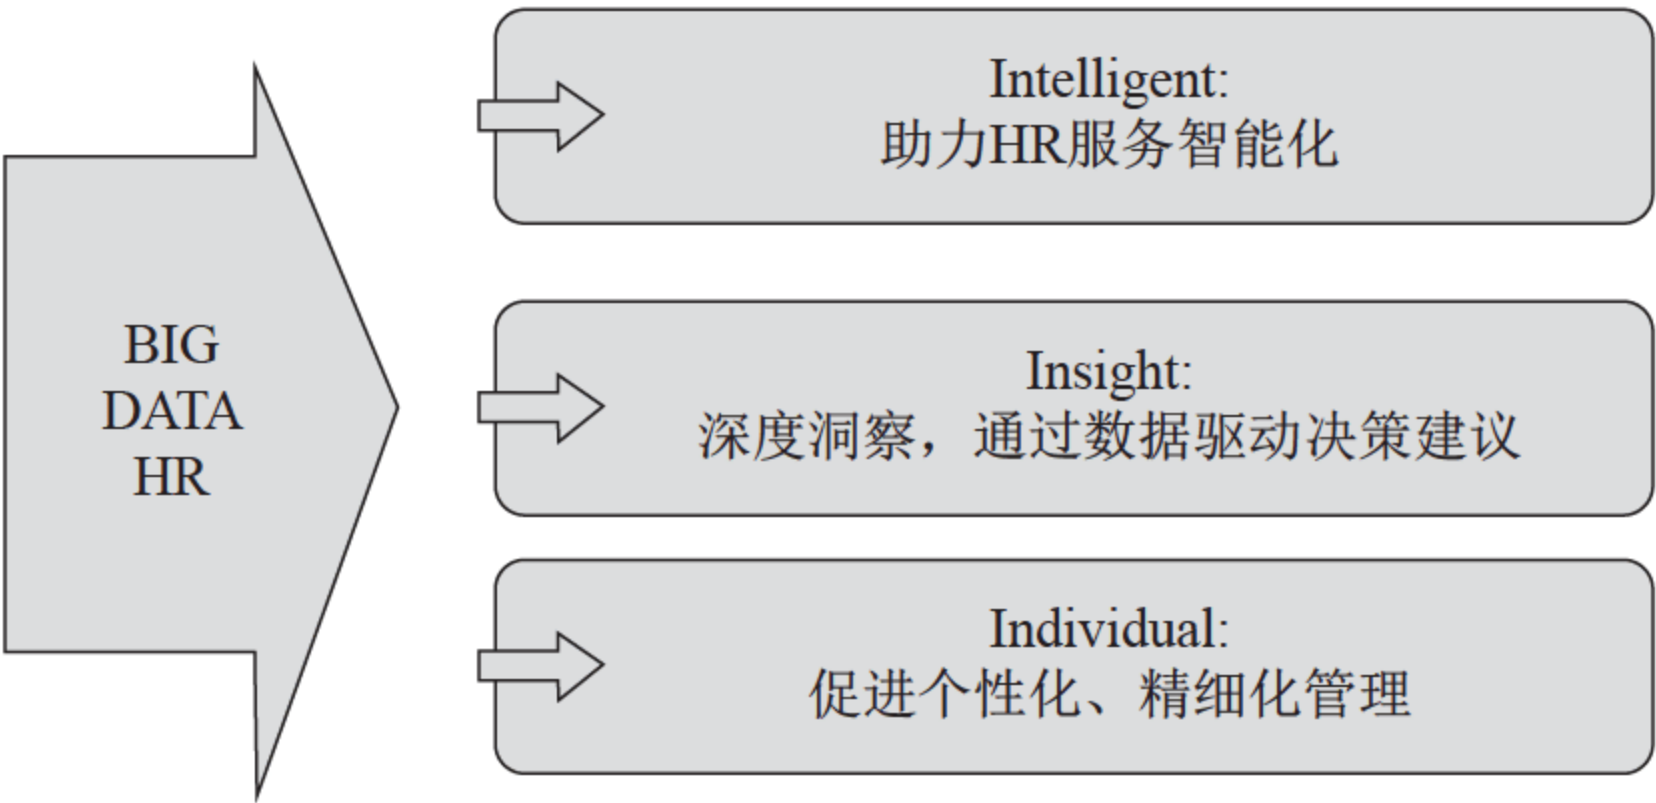 BIG
DATA
HR
Intelligent:
助力HR服务智能化
Insight:
深度洞察，通过数据驱动决策建议
Individual:
促进个性化、精细化管理